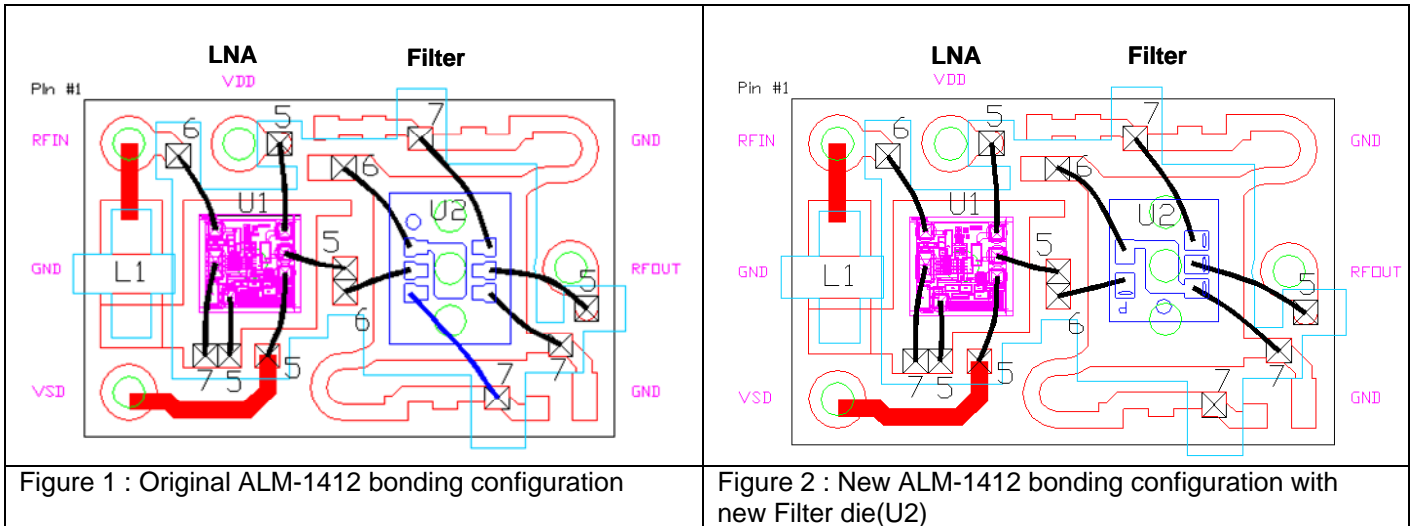 LNA
Filter
VDD
Pin #1
RFIN
6
5
7
GND
6
U1
U2
5
GND
L1
RFOUT
5
6
7
5
5
7
7
VSD
GND
Figure 1 : Original ALM-1412 bonding configuration
LNA
Filter
VDD
Pin #1
RFIN
6
5
7
GND
6
U1
U2
5
GND
L1
RFOUT
5
6
7
5
5
7
7
VSD
GND
Figure 2 : New ALM-1412 bonding configuration with
new Filter die(U2)